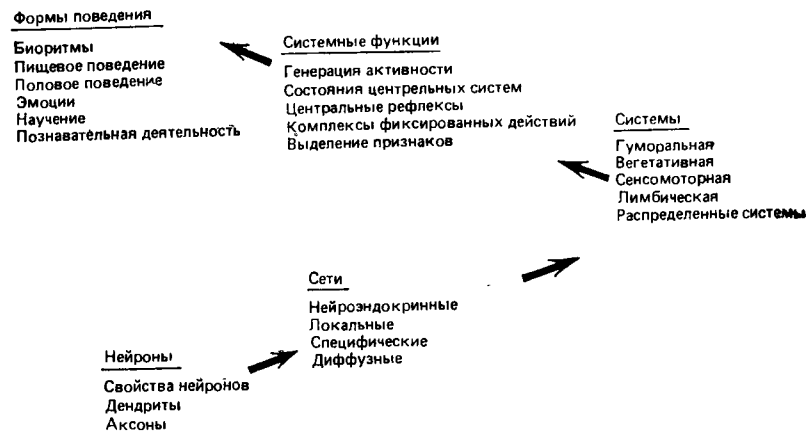 Формы поведения
Биоритмы
Пищевое поведение
Половое поведение
Эмоции
Научение
Познавательная деятельность
Системные функции
Генерация активности
Состояния центрельных систем
Центральные рефлексы
Комплексы фиксированных действий
Выделение признаков
Системы
Гуморальная
Вегетативная
Сенсомоторная
Лимбическая
Распределенные системы
Сети
Нейроэндокринные
Локальные
Специфические
Диффузные
Нейроны
Свойства нейронов
Дендриты
Аксоны